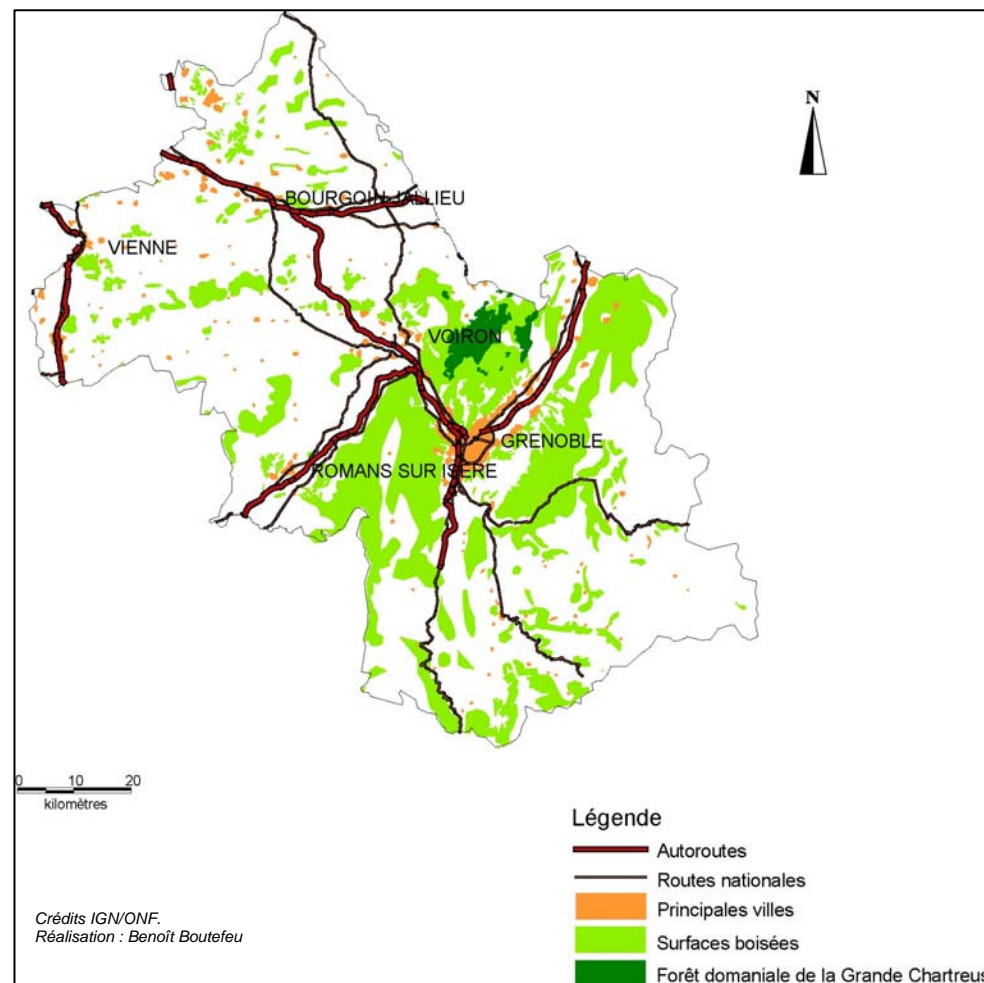 N
BOURGOIN-JALLIEU
VIENNE
VOIRON
GRENOBLE
ROMANS SUR ISERE
0 10 20
kilomètres
Légende
Autoroutes
Routes nationales
Principales villes
Surfaces boisées
Forêt domaniale de la Grande Chartreus
Crédits IGN/ONF.
Réalisation : Benoît Boutefeu